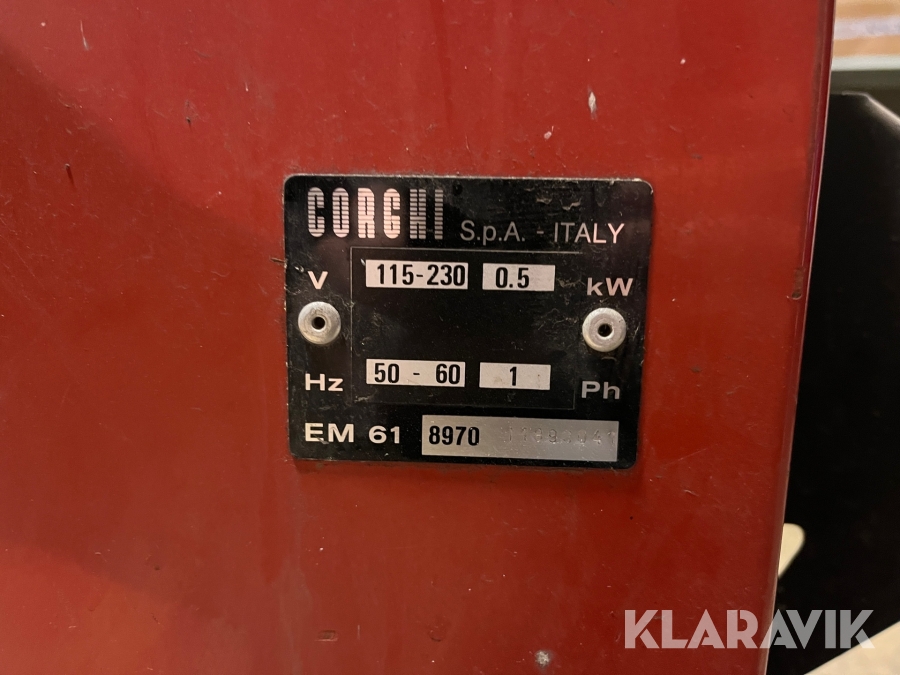 CORGHI S.p.A. - ITALY
V 115-230 0.5 kW
Hz 50 - 60 1 Ph
EM 61 8970
KLARAVIK